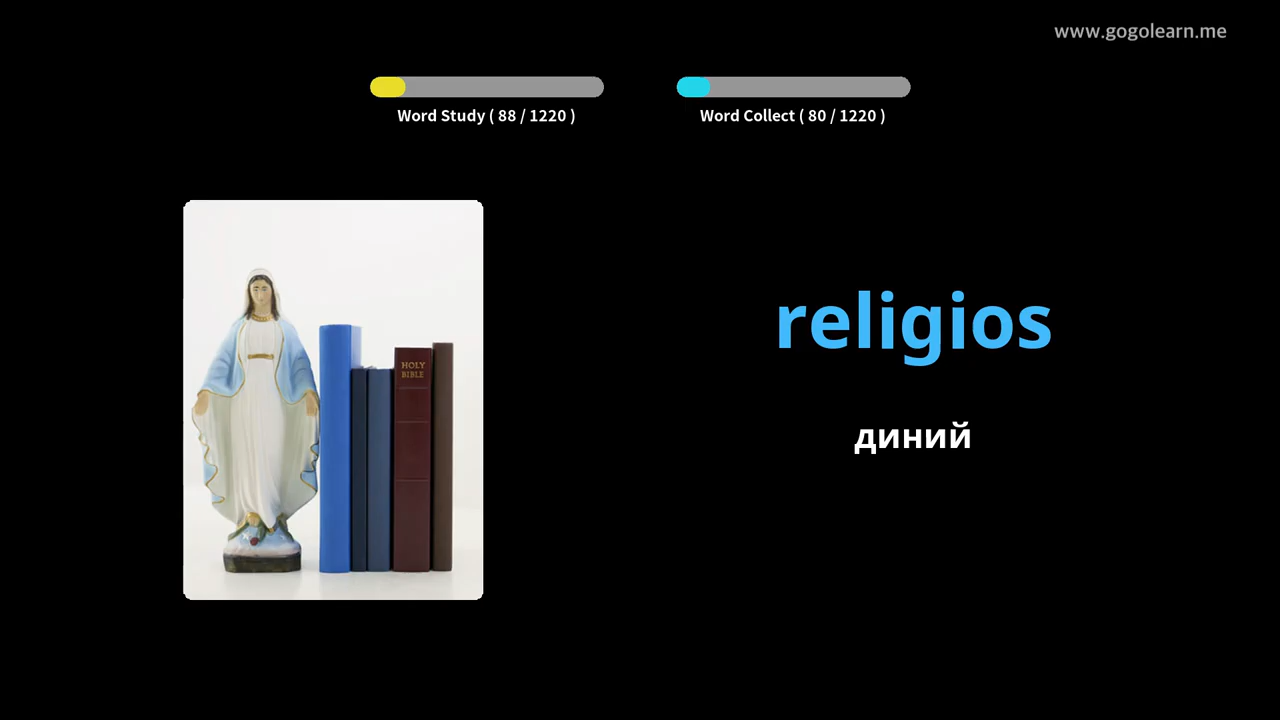 www.gogolearn.me
Word Study ( 88 / 1220 )
Word Collect ( 80 / 1220 )
HOLY
BIBLE
religios
диний